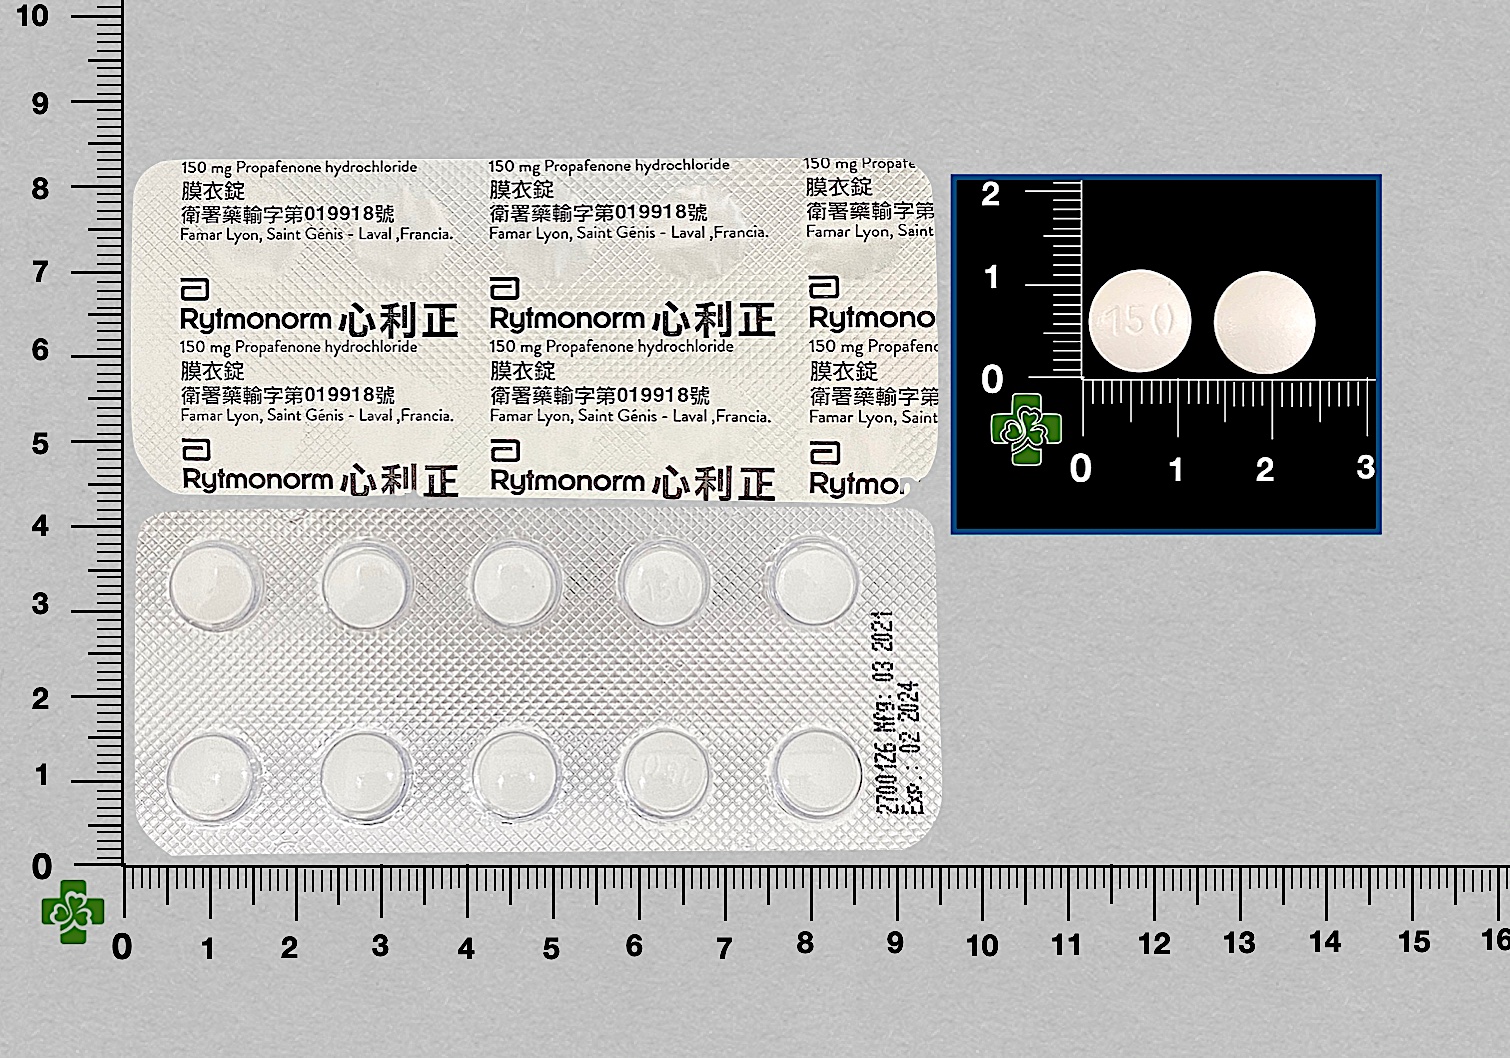 10
9
8
7
6
5
4
3
2
1
0
150 mg Propafenone hydrochloride
膜衣錠
衛署藥輸字第019918號
Famar Lyon, Saint Génis - Laval ,Francia.
Rytmonorm 心利正
150 mg Propafenone hydrochloride
膜衣錠
衛署藥輸字第019918號
Famar Lyon, Saint Génis - Laval ,Francia.
Rytmonorm 心利正
150 mg Propafenone hydrochloride
膜衣錠
衛署藥輸字第019918號
Famar Lyon, Saint Génis - Laval ,Francia.
Rytmonorm 心利正
150 mg Propafenone hydrochloride
膜衣錠
衛署藥輸字第019918號
Famar Lyon, Saint Génis - Laval ,Francia.
Rytmonorm 心利正
150 mg Propafe
膜衣錠
衛署藥輸字第
Famar Lyon, Saint
Rytmono
150 mg Propafeno
膜衣錠
衛署藥輸字第
Famar Lyon, Saint
Rytmo
2
1
0
150
0 1 2 3
150
150
2700126 Mfg: 03 2021
Exp.: 02 2024
0 1 2 3 4 5 6 7 8 9 10 11 12 13 14 15 16